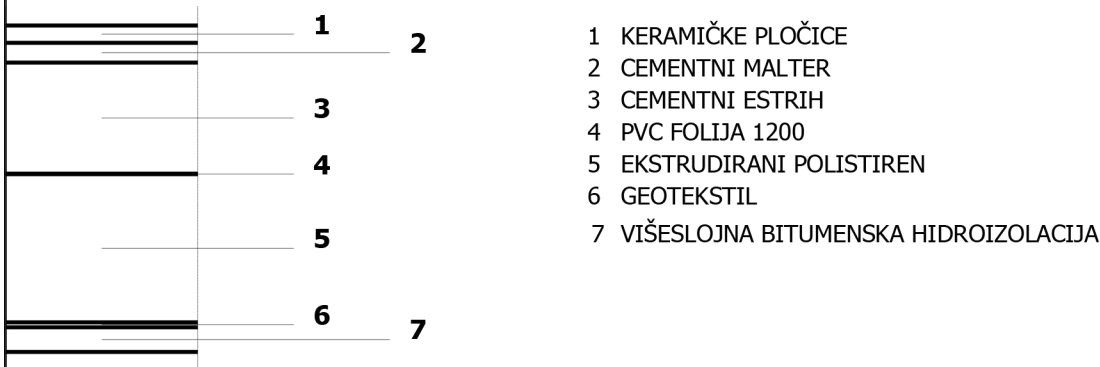 1
2
3
4
5
6
7
1 KERAMIČKE PLOČICE
2 CEMENTNI MALTER
3 CEMENTNI ESTRIH
4 PVC FOLIJA 1200
5 EKSTRUDIRANI POLISTIREN
6 GEOTEKSTIL
7 VIŠESLOJNA BITUMENSKA HIDROIZOLACIJA